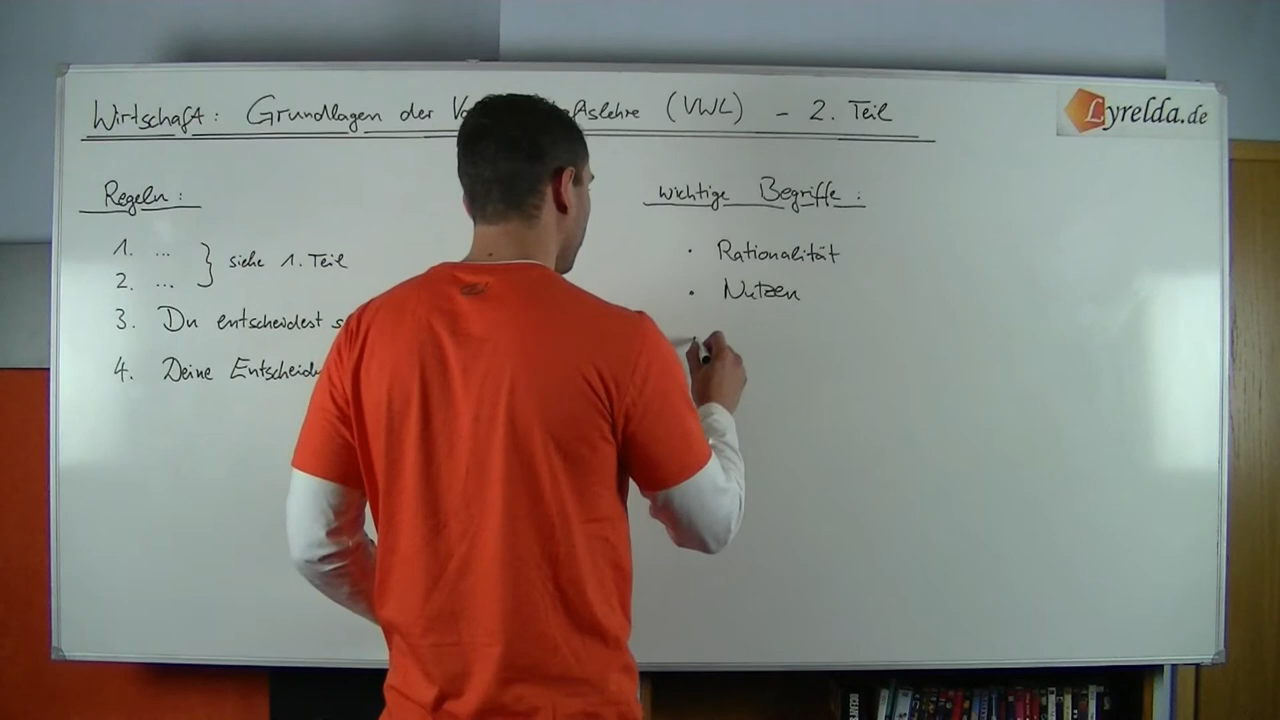 Wirtschaft: Grundlagen der (VWL) - 2. Teil
Lyrelda.de
Regeln:
1. ... } siehe 1. Teil
2. ...
3. Du entscheidest
4. Deine
wichtige Begriffe:
· Rationalität
· Nutzen